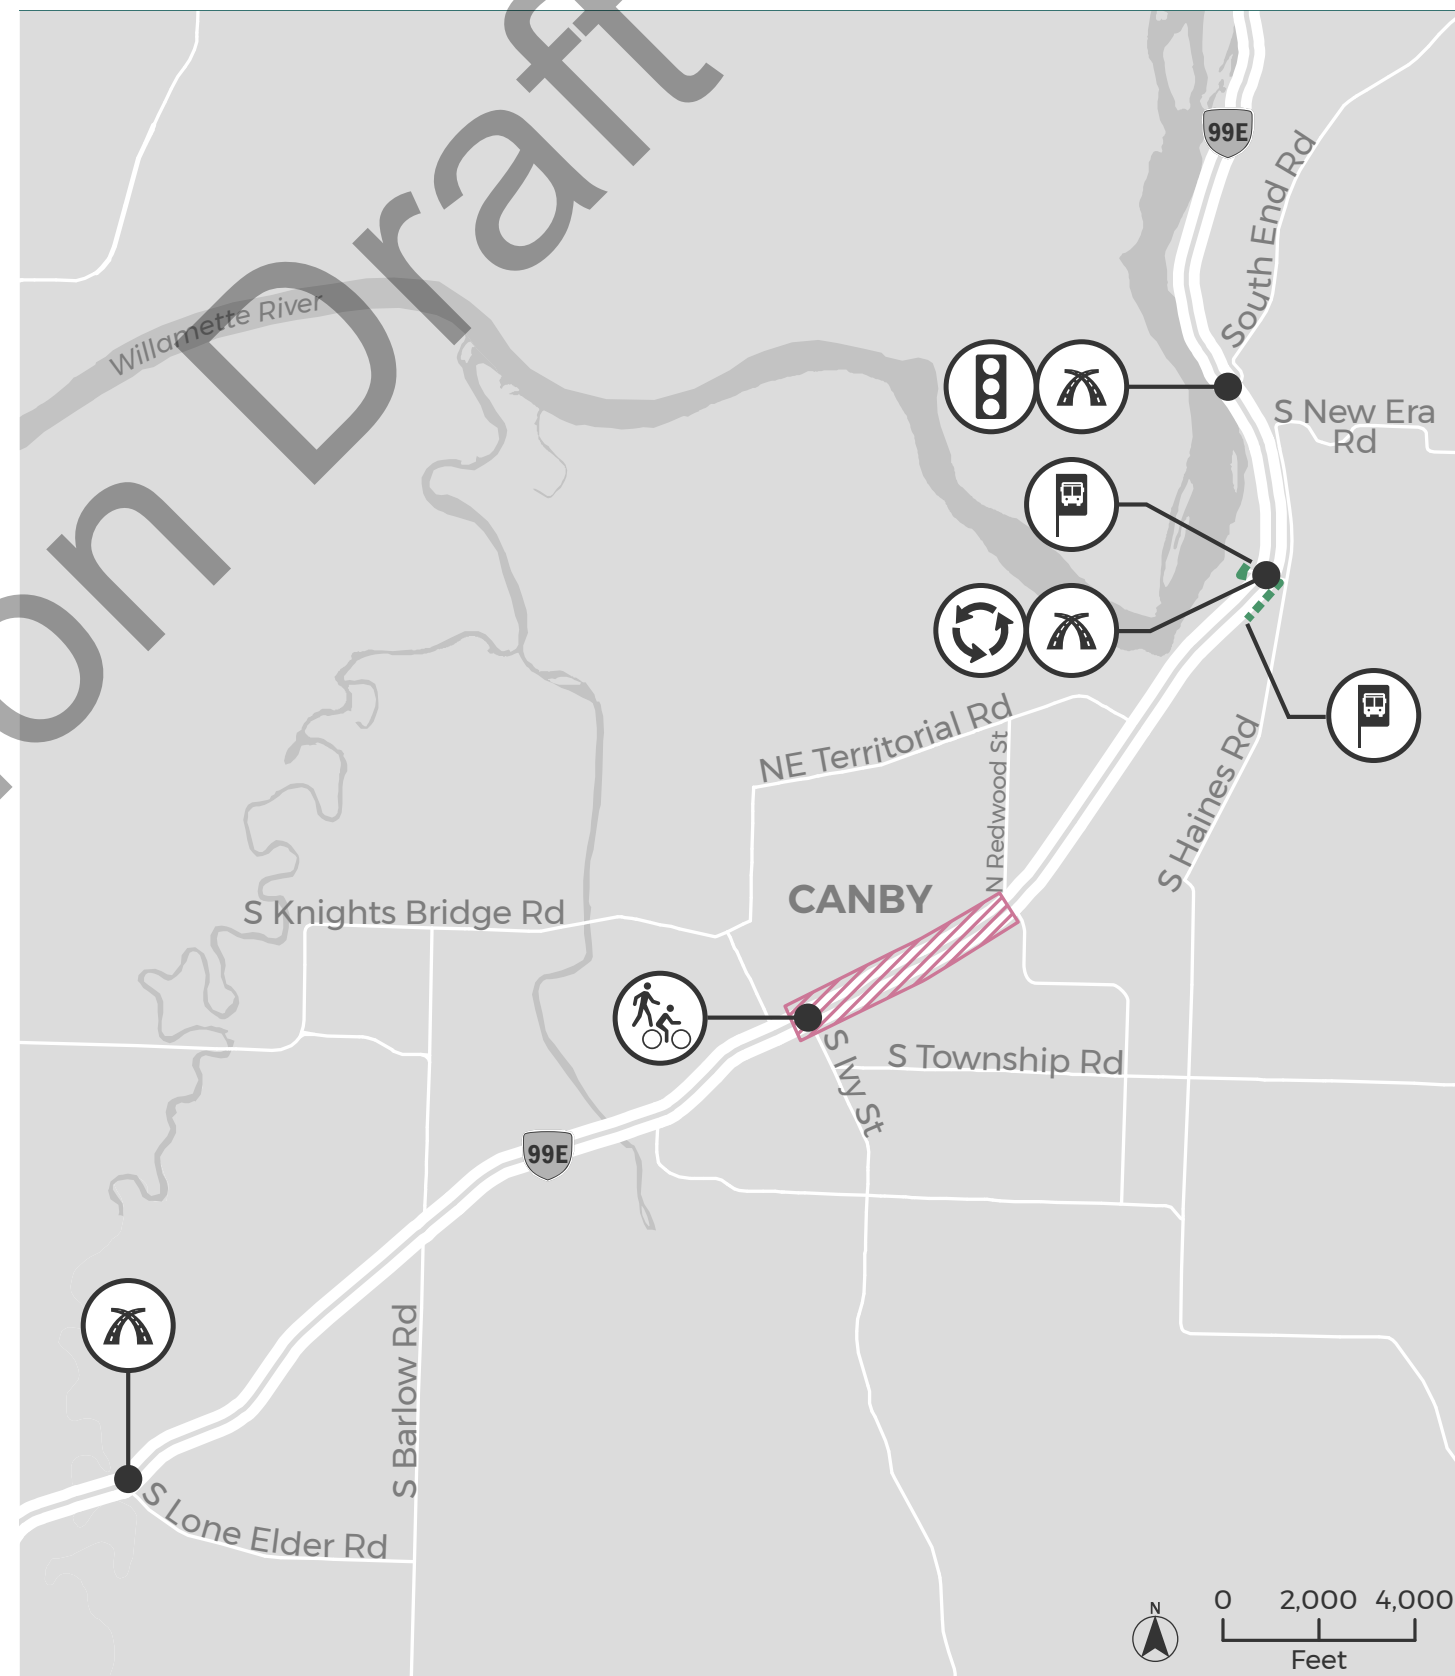 99E
South End Rd
Willamette River
on Draft
S New Era
Rd
NE Territorial Rd
N Redwood St
S Haines Rd
CANBY
S Knights Bridge Rd
S Ivy St
S Township Rd
99E
S Barlow Rd
S Lone Elder Rd
N
0 2,000 4,000
Feet